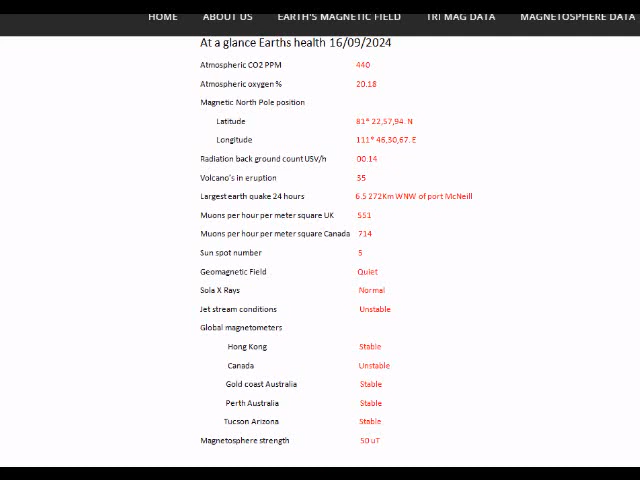 HOME ABOUT US EARTH'S MAGNETIC FIELD TRI MAG DATA MAGNETOSPHERE DATA
At a glance Earths health 16/09/2024
Atmospheric CO2 PPM 440
Atmospheric oxygen % 20.18
Magnetic North Pole position
Latitude 81° 22,57,94 N
Longitude 111° 46,30,67. E
Radiation back ground count USV/h 00.14
Volcano's in eruption 35
Largest earth quake 24 hours 6.5 272Km WNW of port McNeill
Muons per hour per meter square UK 551
Muons per hour per meter square Canada 714
Sun spot number 5
Geomagnetic Field Quiet
Sola X Rays Normal
Jet stream conditions Unstable
Global magnetometers
Hong Kong Stable
Canada Unstable
Gold coast Australia Stable
Perth Australia Stable
Tucson Arizona Stable
Magnetosphere strength 50 uT